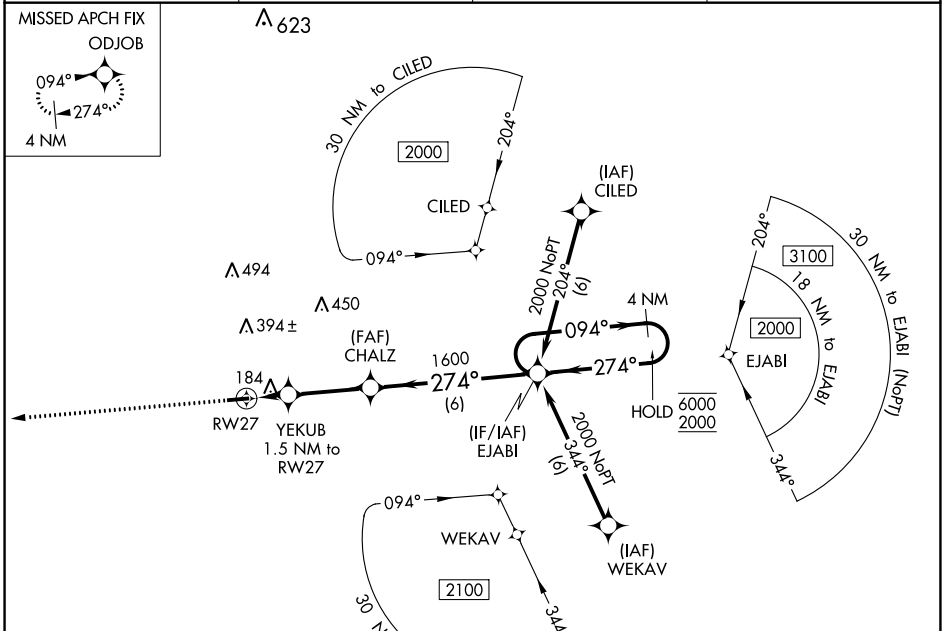 MISSED APCH FIX
ODJOB
094°
274°
4 NM
623
30 NM to CILED
2000
204°
CILED
094°
(IAF)
CILED
2000 NoPT
204°
(6)
204°
3100
30 NM to EJABI (NoPT)
18 NM to EJABI
2000
EJABI
344°
494
450
394 ±
184
(FAF)
CHALZ
1600
274°
(6)
4 NM
094°
274°
HOLD
6000
2000
RW27
YEKUB
1.5 NM to
RW27
(IF/IAF)
EJABI
2000 NoPT
344°
(6)
(IAF)
WEKAV
094°
WEKAV
2100
30 N
344°